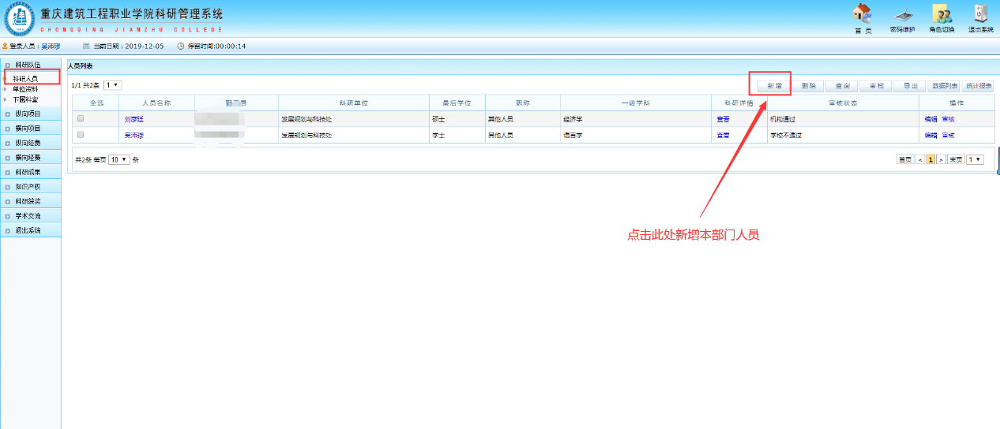 重庆建筑工程职业学院科研管理系统
CHONGQING JIANZHU COLLEGE
首 页 密码维护 角色切换 退出系统
登录人员：吴沛璆 当前日期：2019-12-05 停留时间:00:00:14
科研队伍
科研人员
单位资料
下属科室
纵向项目
横向项目
纵向经费
横向经费
科研成果
知识产权
科研获奖
学术交流
退出系统
人员列表
1/1 共2条 1
新 增 删 除 查 询 审 核 导 出 数据列表 统计报表
全选 人员名称 职工号 科研单位 最后学位 职称 一级学科 科研详情 审核状态 操作
刘彦廷 发展规划与科技处 硕士 其他人员 经济学 查看 机构通过 编辑 审核
吴沛璆 发展规划与科技处 学士 其他人员 语言学 查看 学校不通过 编辑 审核
共2条 每页 10 条 首页 < 1 > 末页 1
点击此处新增本部门人员